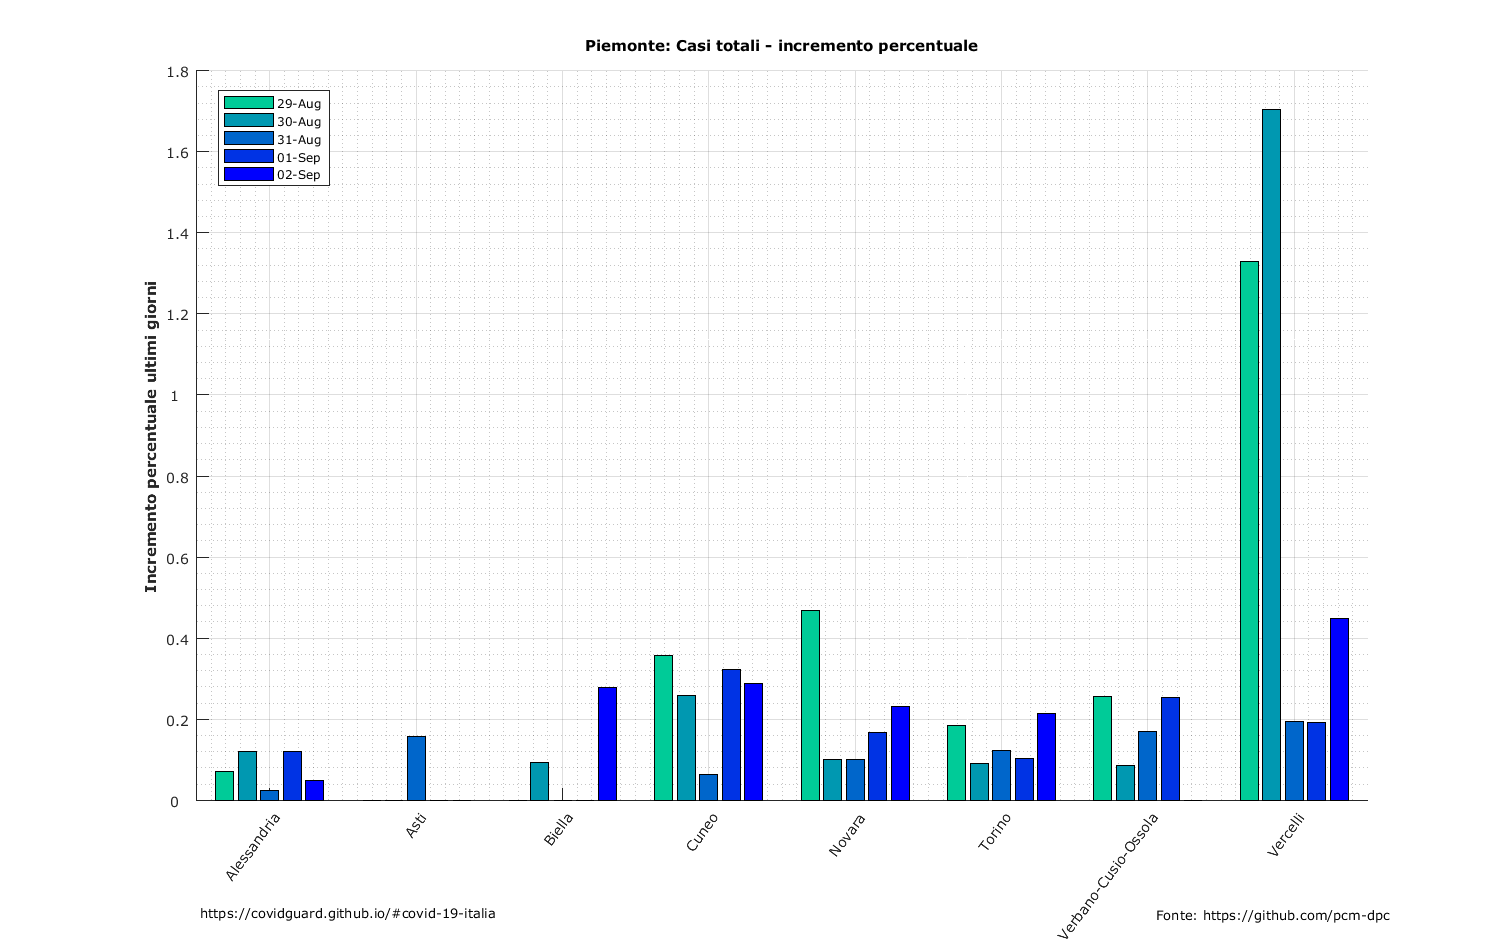 Piemonte: Casi totali - incremento percentuale
Incremento percentuale ultimi giorni
1.8
1.6
1.4
1.2
1
0.8
0.6
0.4
0.2
0
29-Aug
30-Aug
31-Aug
01-Sep
02-Sep
Alessandria
Asti
Biella
Cuneo
Novara
Torino
Verbano-Cusio-Ossola
Vercelli
https://covidguard.github.io/#covid-19-italia
Fonte: https://github.com/pcm-dpc